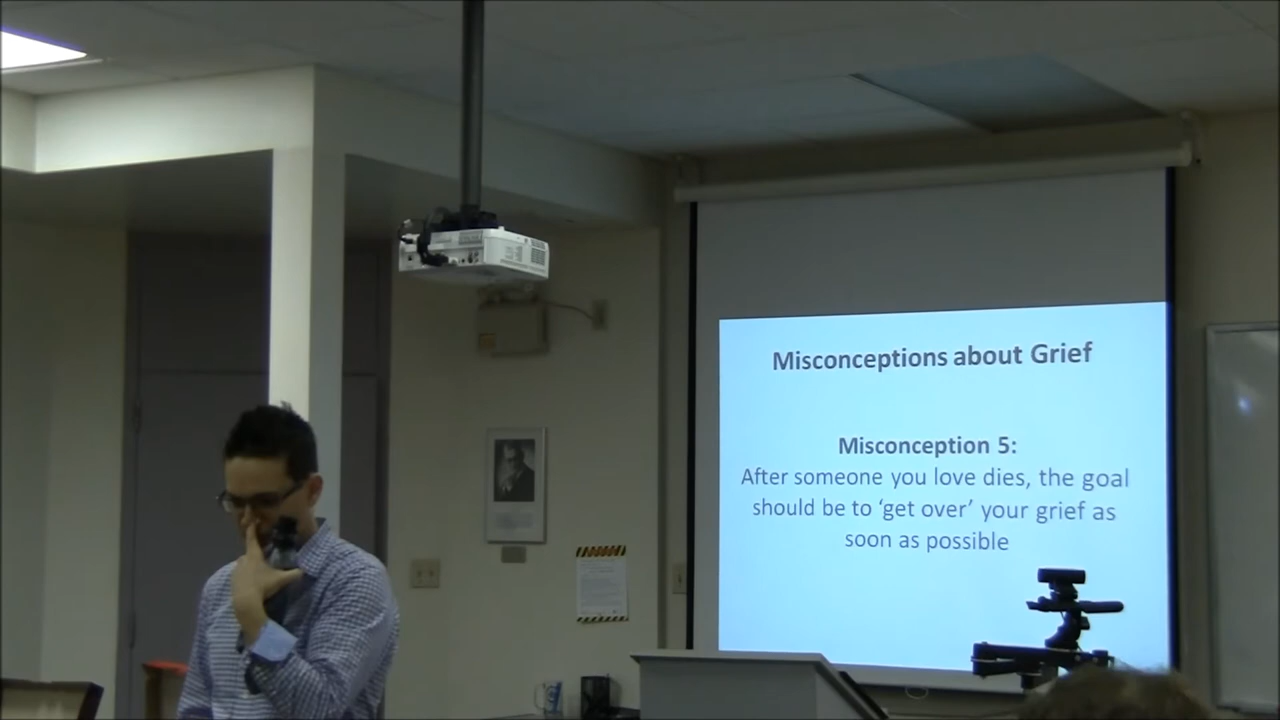 Misconceptions about Grief
Misconception 5:
After someone you love dies, the goal
should be to ‘get over’ your grief as
soon as possible